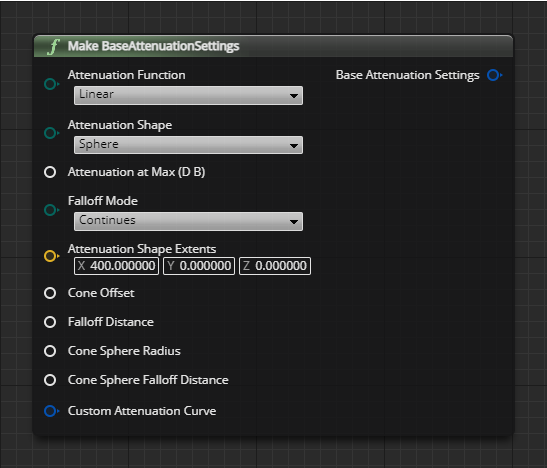 Make BaseAttenuationSettings
Attenuation Function
Base Attenuation Settings
Linear
Attenuation Shape
Sphere
Attenuation at Max (D B)
Falloff Mode
Continues
Attenuation Shape Extents
X 400.000000 Y 0.000000 Z 0.000000
Cone Offset
Falloff Distance
Cone Sphere Radius
Cone Sphere Falloff Distance
Custom Attenuation Curve